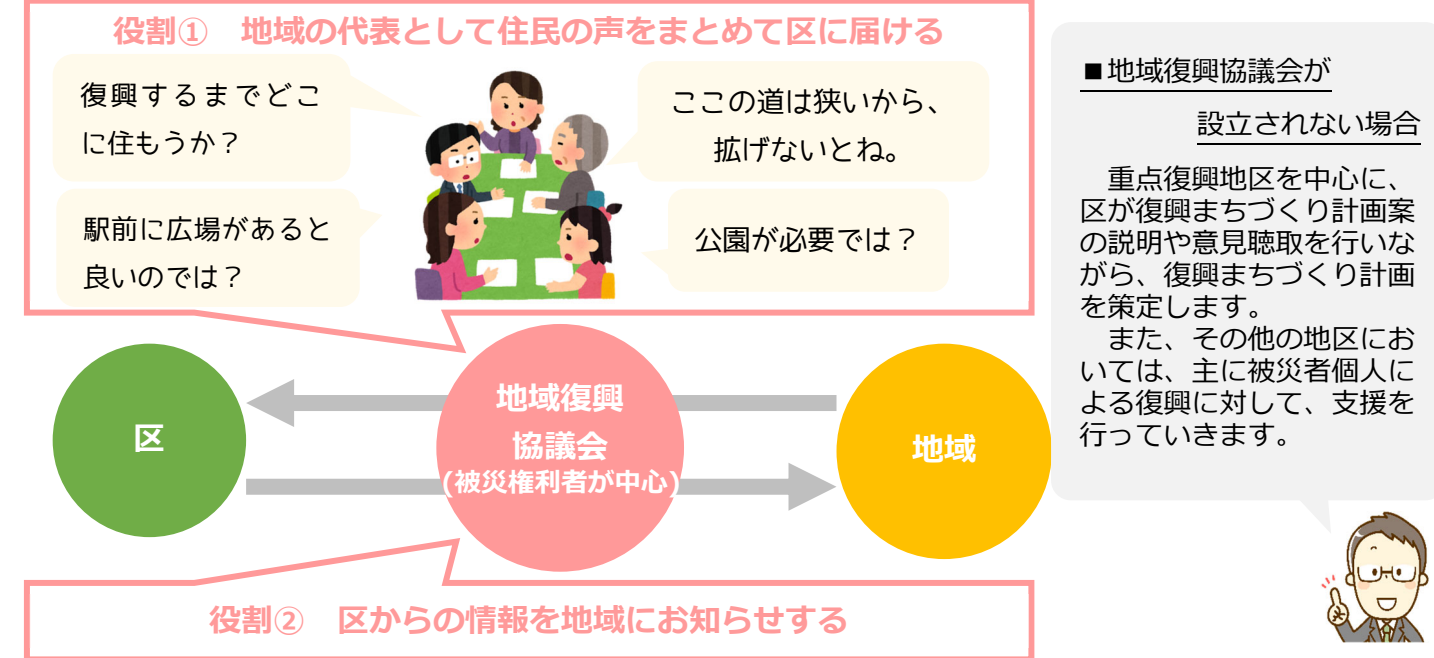 役割① 地域の代表として住民の声をまとめて区に届ける
復興するまでどこ
に住もうか？
ここの道は狭いから、
拡げないとね。
駅前に広場があると
良いのでは？
公園が必要では？
区
地域復興
協議会
(被災権利者が中心)
地域
役割② 区からの情報を地域にお知らせする
■地域復興協議会が
設立されない場合
重点復興地区を中心に、
区が復興まちづくり計画案
の説明や意見聴取を行いな
がら、復興まちづくり計画
を策定します。
また、その他の地区にお
いては、主に被災者個人に
よる復興に対して、支援を
行っていきます。